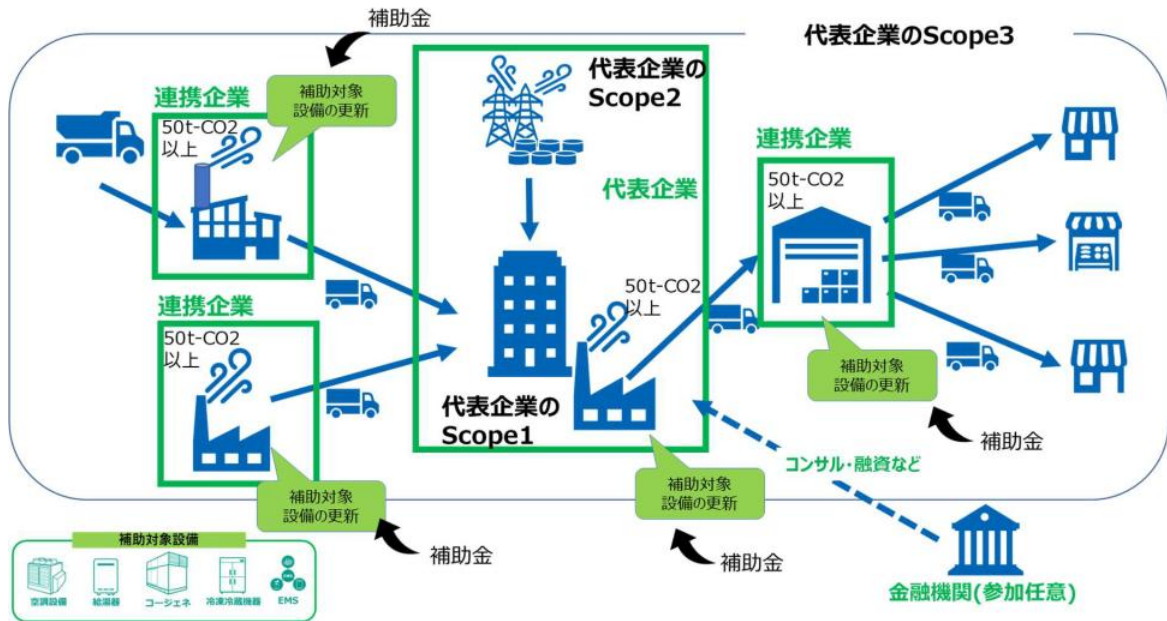 補助金
代表企業のScope3
補助対象
設備の更新
連携企業
50t-CO2
以上
代表企業の
Scope2
代表企業
連携企業
50t-CO2
以上
連携企業
50t-CO2
以上
50t-CO2
以上
代表企業の
Scope1
補助対象
設備の更新
補助金
補助対象
設備の更新
補助金
補助対象
設備の更新
補助金
コンサル・融資など
金融機関(参加任意)
補助対象設備
空調設備
給湯器
コージェネ
冷凍冷蔵機器
EMS